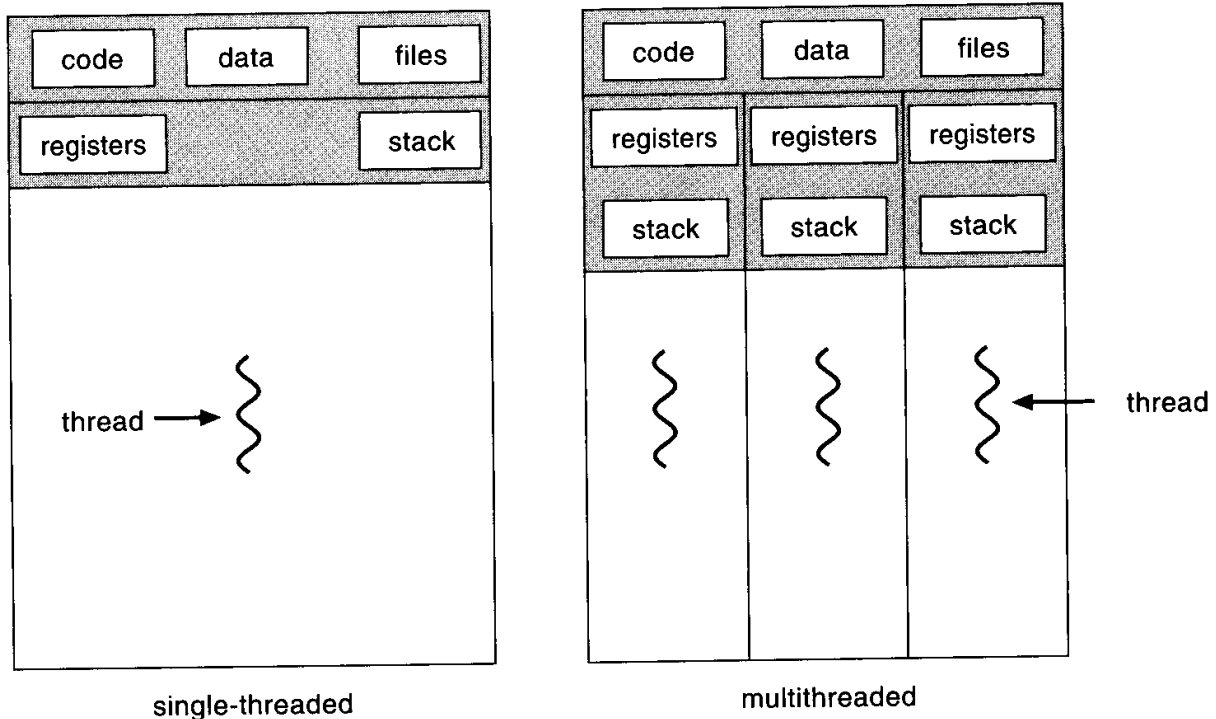 code data files
registers stack
thread
single-threaded
code data files
registers registers registers
stack stack stack
thread
multithreaded